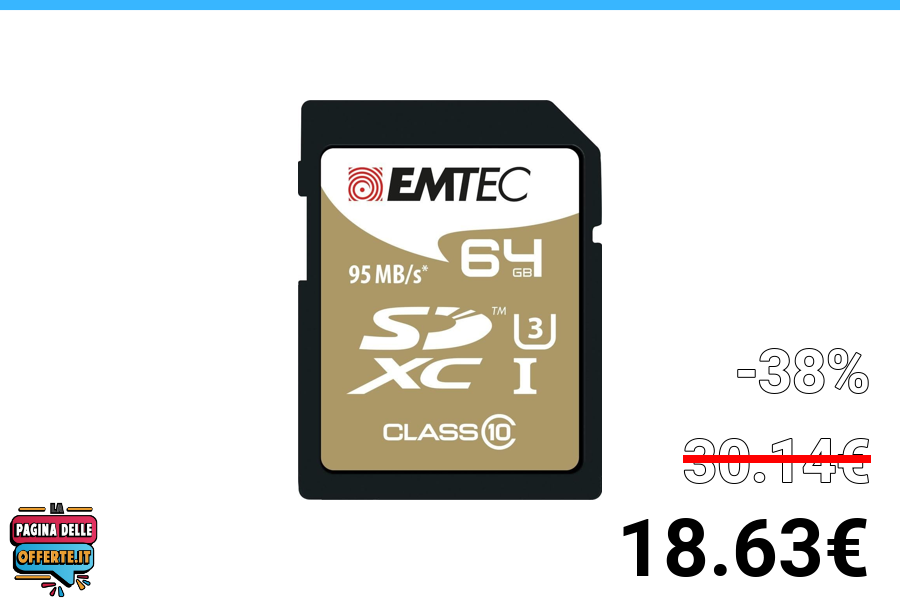 EMTEC
64
GB
95 MB/s*
SD™
XC
3
I
CLASS 10
-38%
30.14€
18.63€
LA
PAGINA DELLE
OFFERTE.IT